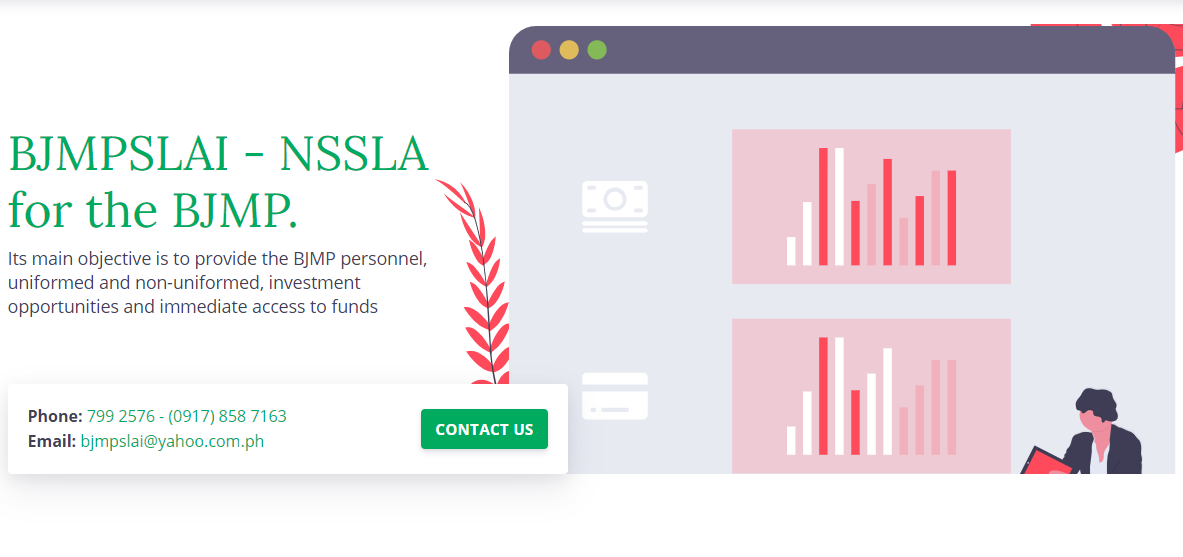 BJMPSLAI - NSSLA
for the BJMP.
Its main objective is to provide the BJMP personnel,
uniformed and non-uniformed, investment
opportunities and immediate access to funds
Phone: 799 2576 - (0917) 858 7163
Email: bjmpslai@yahoo.com.ph
CONTACT US